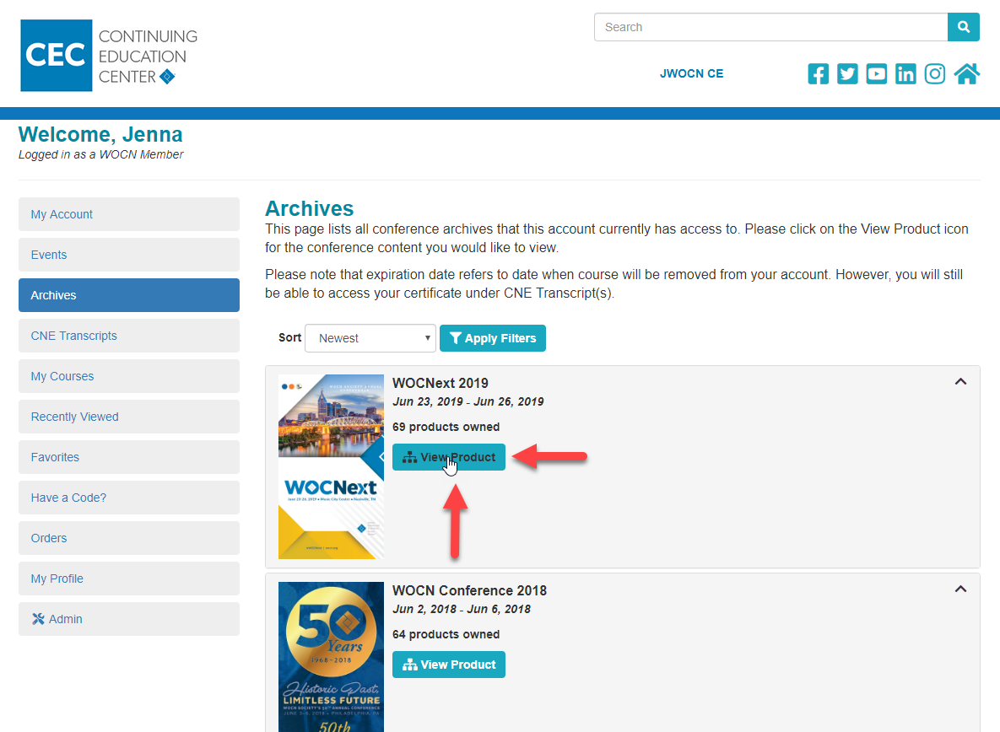 CEC
CONTINUING
EDUCATION
CENTER
Search
JWOCN CE
Welcome, Jenna
Logged in as a WOCN Member
My Account
Events
Archives
CNE Transcripts
My Courses
Recently Viewed
Favorites
Have a Code?
Orders
My Profile
Admin
Archives
This page lists all conference archives that this account currently has access to. Please click on the View Product icon
for the conference content you would like to view.
Please note that expiration date refers to date when course will be removed from your account. However, you will still
be able to access your certificate under CNE Transcript(s).
Sort Newest Apply Filters
WOCNext
June 23-26, 2019 • Music City Center • Nashville, TN
WOCNext 2019
Jun 23, 2019 - Jun 26, 2019
69 products owned
View Product
50
Years
1968-2018
Historic Past,
LIMITLESS FUTURE
WOCN SOCIETY'S 50TH ANNUAL CONFERENCE
50th
WOCN Conference 2018
Jun 2, 2018 - Jun 6, 2018
64 products owned
View Product